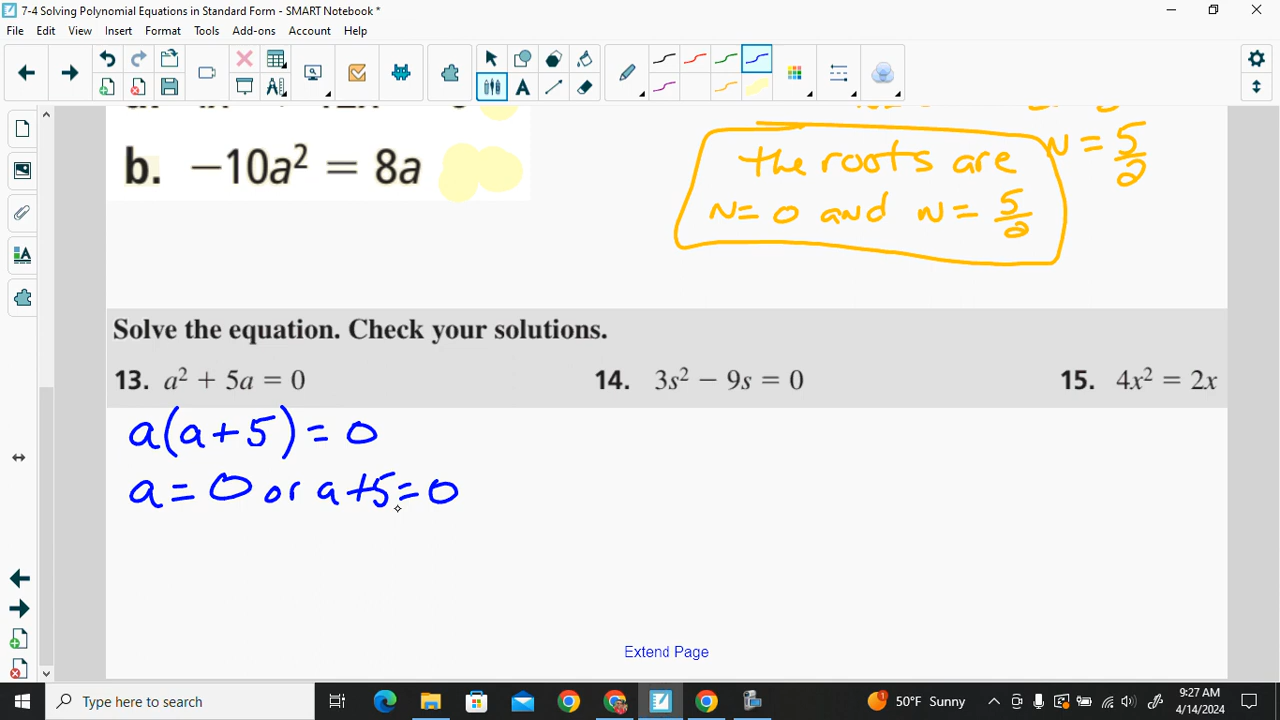 7-4 Solving Polynomial Equations in Standard Form - SMART Notebook *
File Edit View Insert Format Tools Add-ons Account Help
b. −10a² = 8a
N = 5/2
the roots are
N = 0 and N = 5/2
Solve the equation. Check your solutions.
13. a² + 5a = 0 14. 3s² − 9s = 0 15. 4x² = 2x
a(a+5) = 0
a = 0 or a+5=0
Extend Page
Type here to search
50°F Sunny
9:27 AM
4/14/2024